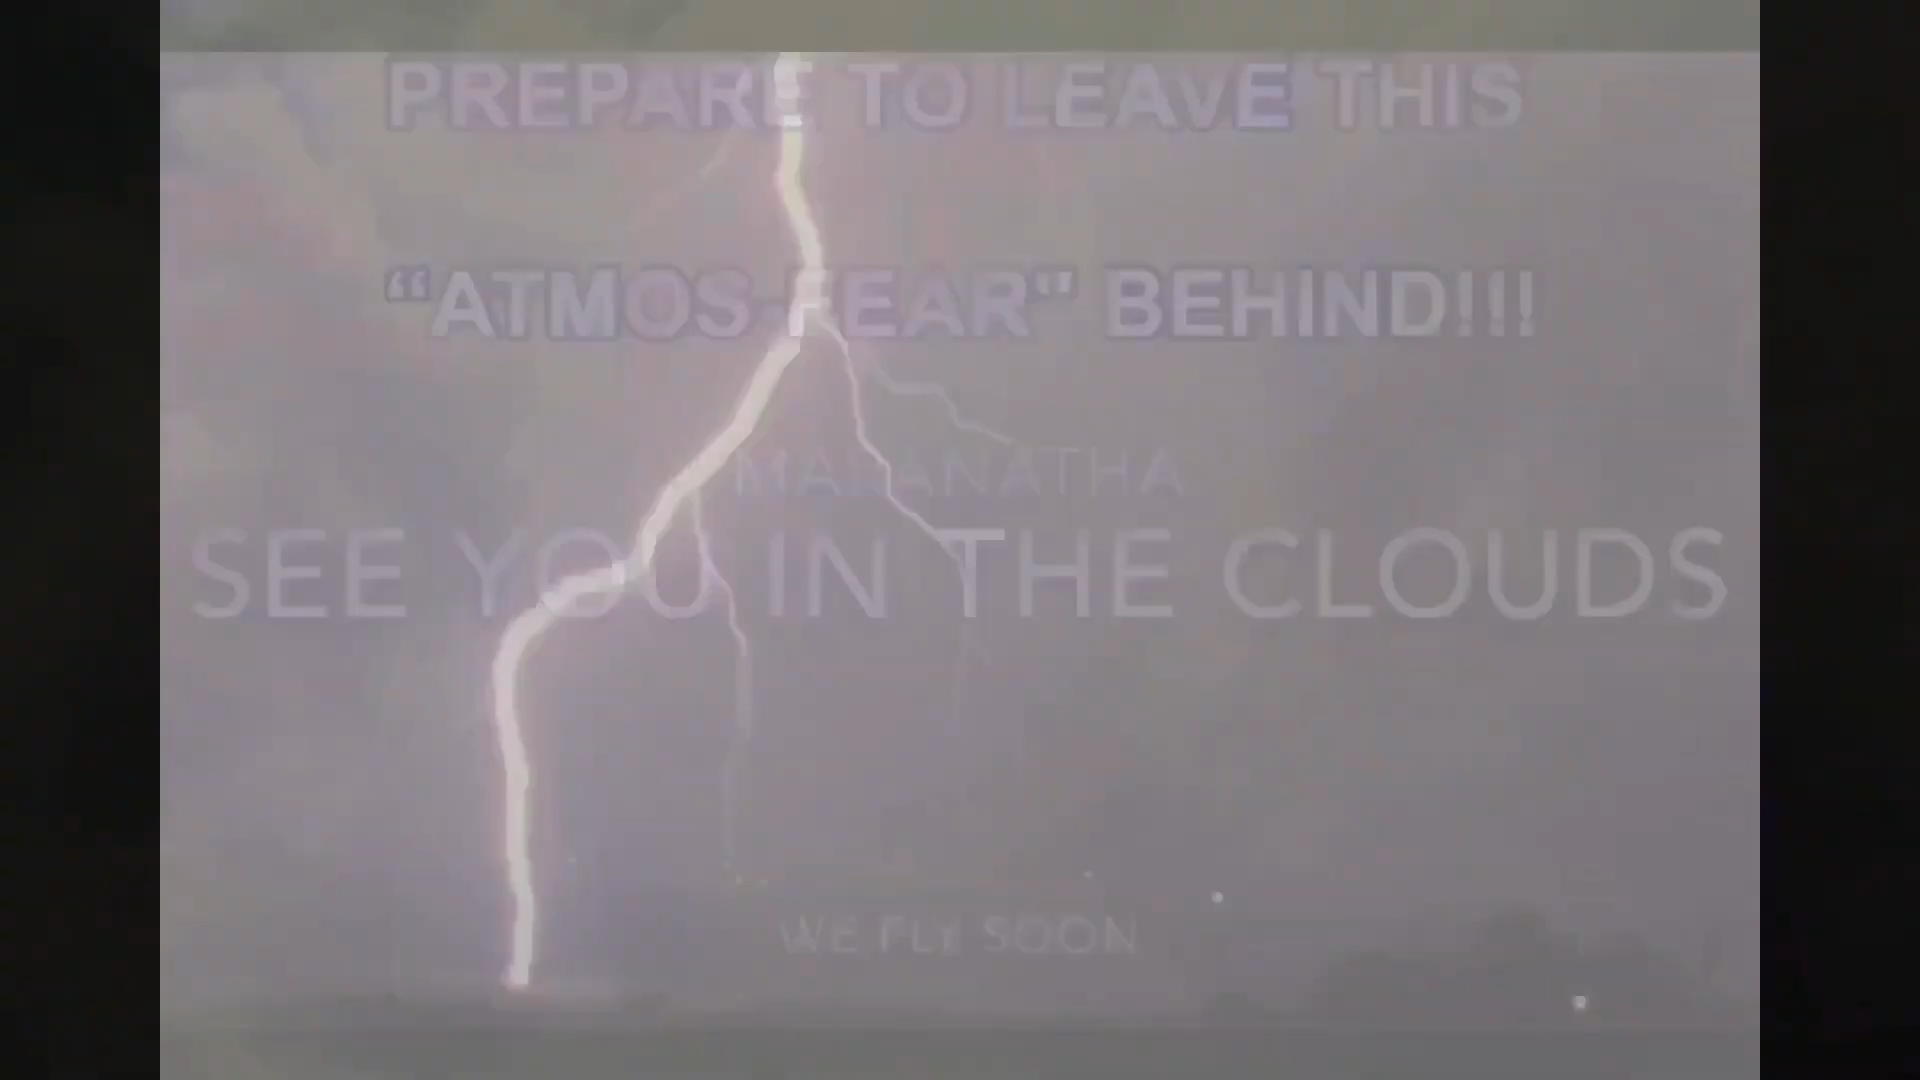 PREPARE TO LEAVE THIS
“ATMOS-FEAR" BEHIND!!!
MARANATHA
SEE YOU IN THE CLOUDS
WE FLY SOON